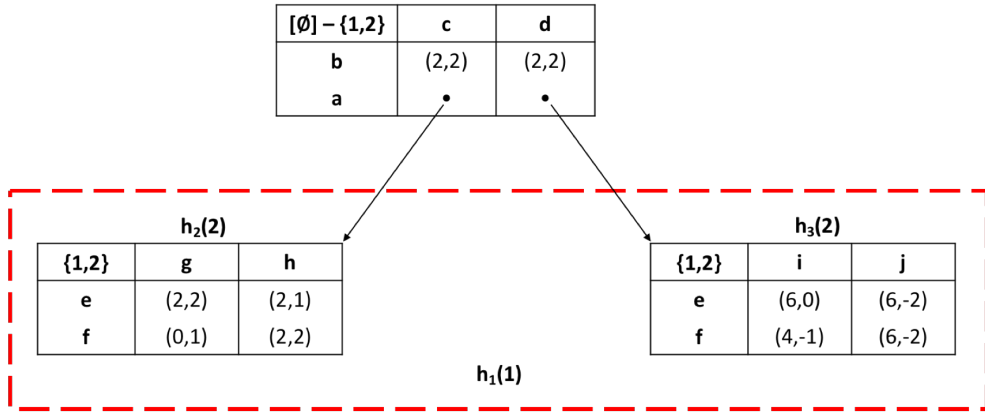 [Ø] – {1,2} c d
b (2,2) (2,2)
a • •
h₂(2) h₃(2)
{1,2} g h {1,2} i j
e (2,2) (2,1) e (6,0) (6,-2)
f (0,1) (2,2) f (4,-1) (6,-2)
h₁(1)